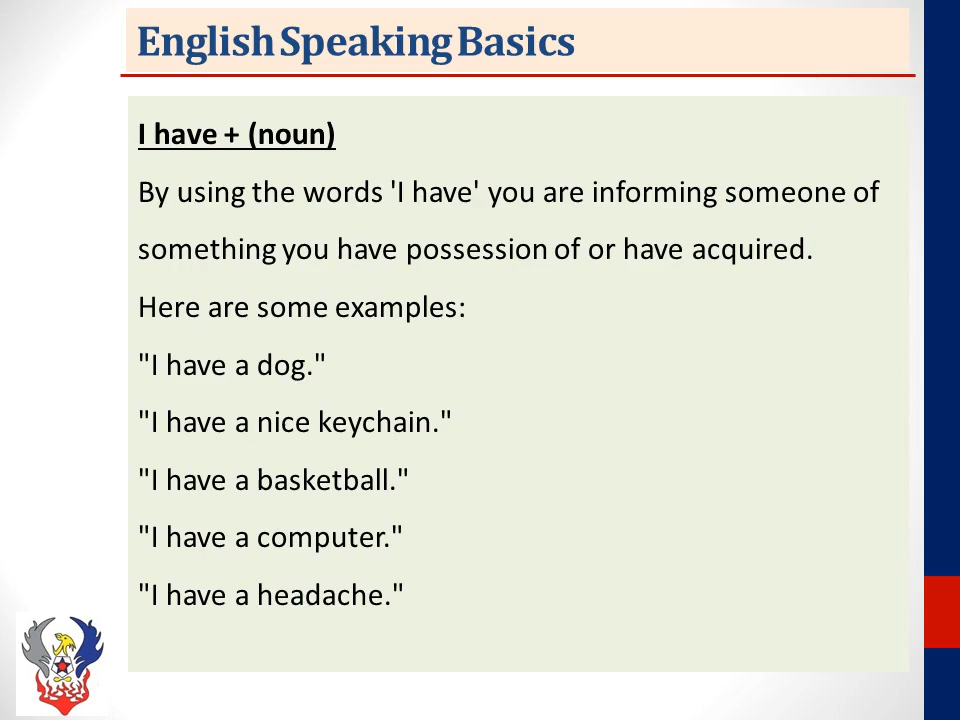 English Speaking Basics
I have + (noun)
By using the words 'I have' you are informing someone of
something you have possession of or have acquired.
Here are some examples:
"I have a dog."
"I have a nice keychain."
"I have a basketball."
"I have a computer."
"I have a headache."